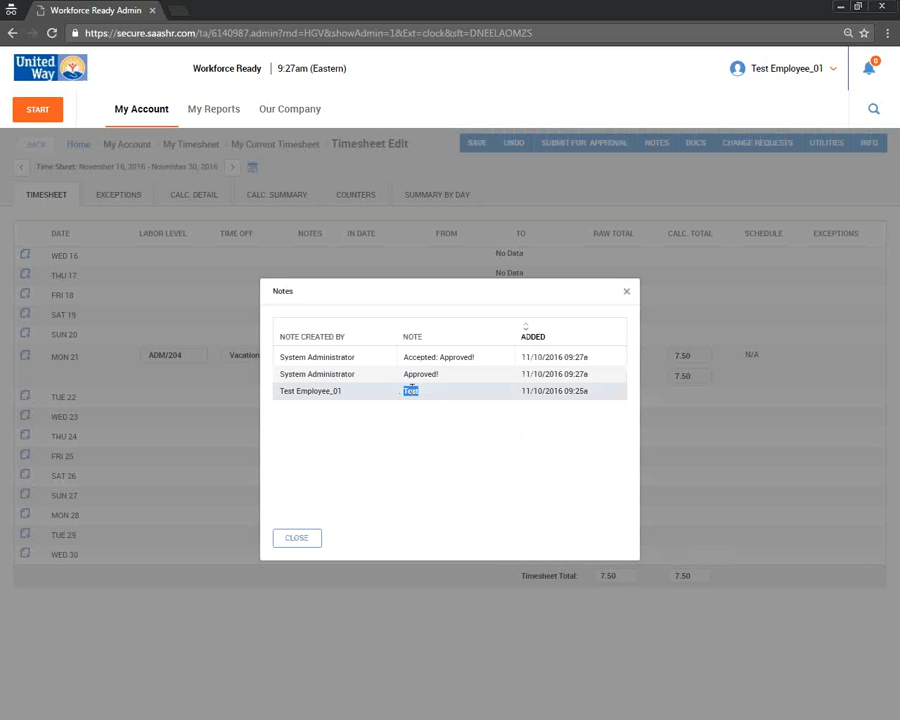 Workforce Ready Admin
https://secure.saashr.com/ta/6140987.admin?rnd=HGV&showAdmin=1&Ext=clock&sft=DNEELAOMZS
United Way
Workforce Ready | 9:27am (Eastern)
Test Employee_01
0
START
My Account
My Reports
Our Company
BACK
Home
My Account
My Timesheet
My Current Timesheet
Timesheet Edit
SAVE
UNDO
SUBMIT FOR APPROVAL
NOTES
DOCS
CHANGE REQUESTS
UTILITIES
INFO
Time Sheet: November 16, 2016 - November 30, 2016
TIMESHEET
EXCEPTIONS
CALC. DETAIL
CALC. SUMMARY
COUNTERS
SUMMARY BY DAY
DATE LABOR LEVEL TIME OFF NOTES IN DATE FROM TO RAW TOTAL CALC. TOTAL SCHEDULE EXCEPTIONS
WED 16 No Data
THU 17 No Data
FRI 18
SAT 19
SUN 20
MON 21 ADM/204 Vacation 7.50 N/A
7.50
TUE 22
WED 23
THU 24
FRI 25
SAT 26
SUN 27
MON 28
TUE 29
WED 30
Timesheet Total: 7.50 7.50
Notes
NOTE CREATED BY NOTE ADDED
System Administrator Accepted: Approved! 11/10/2016 09:27a
System Administrator Approved! 11/10/2016 09:27a
Test Employee_01 Test 11/10/2016 09:25a
CLOSE